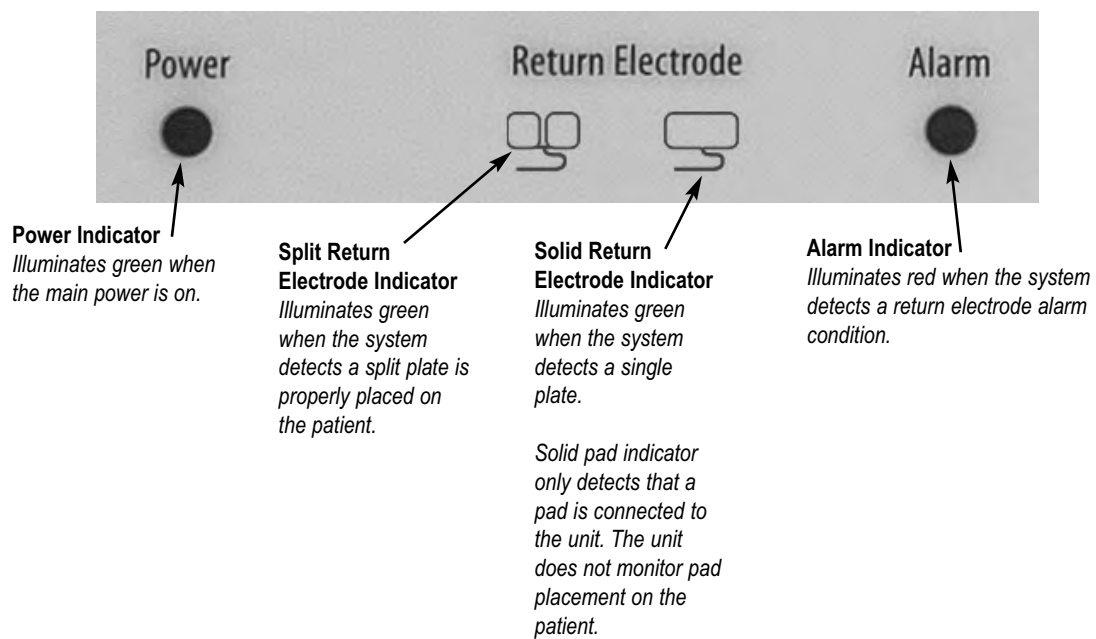 Power
Return Electrode
Alarm
Power Indicator
Illuminates green when
the main power is on.
Split Return
Electrode Indicator
Illuminates green
when the system
detects a split plate is
properly placed on
the patient.
Solid Return
Electrode Indicator
Illuminates green
when the system
detects a single
plate.
Solid pad indicator
only detects that a
pad is connected to
the unit. The unit
does not monitor pad
placement on the
patient.
Alarm Indicator
Illuminates red when the system
detects a return electrode alarm
condition.